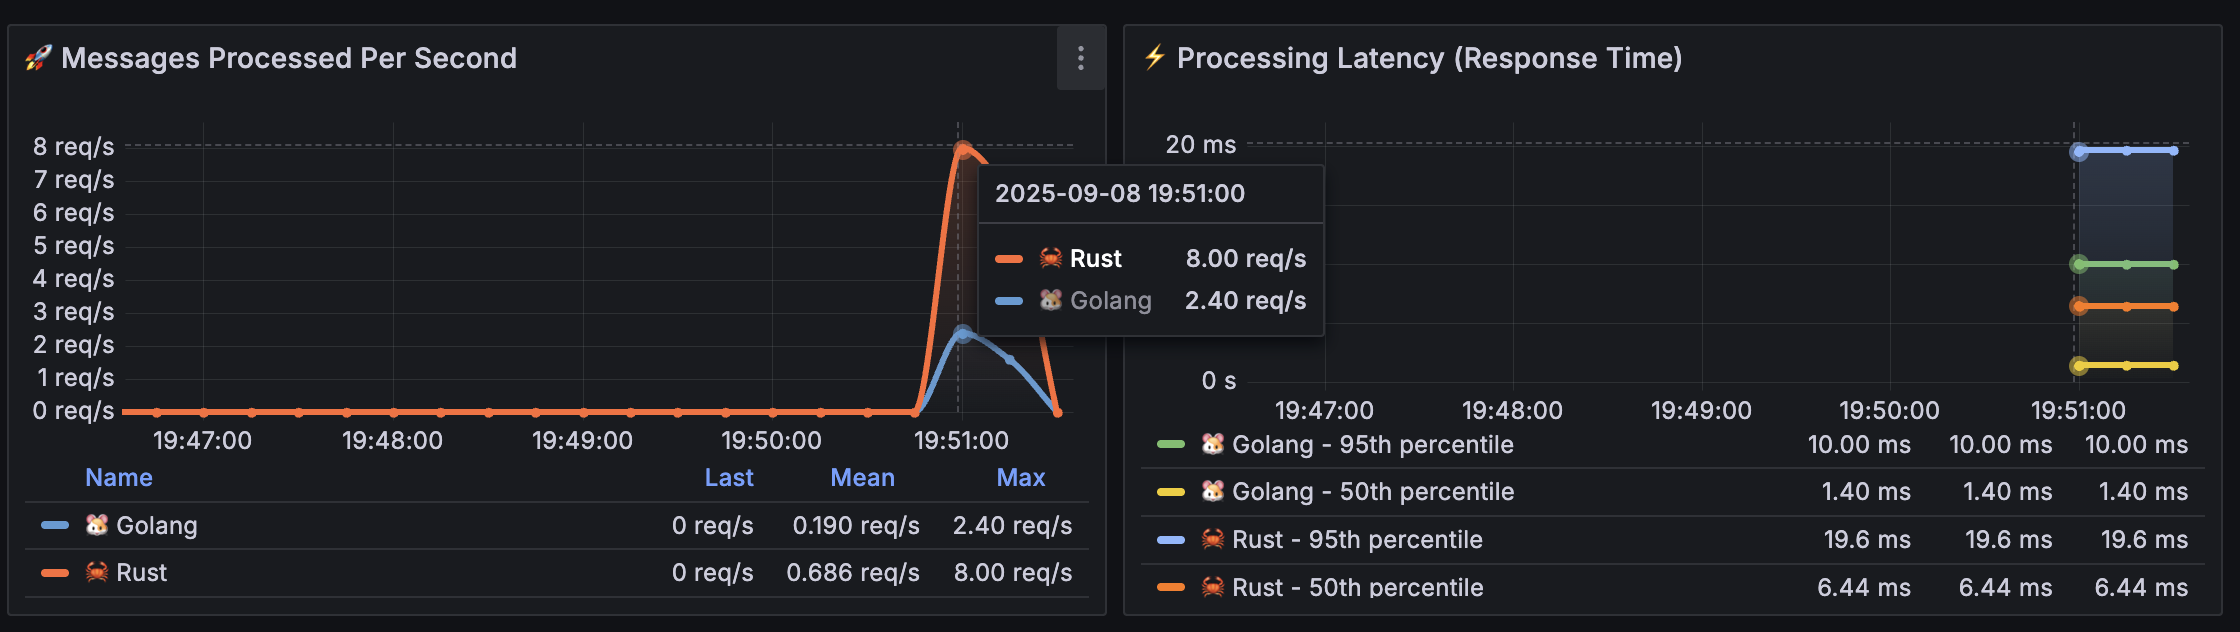 🚀 Messages Processed Per Second
8 req/s
7 req/s
6 req/s
5 req/s
4 req/s
3 req/s
2 req/s
1 req/s
0 req/s
19:47:00 19:48:00 19:49:00 19:50:00 19:51:00
Name Last Mean Max
🐹 Golang 0 req/s 0.190 req/s 2.40 req/s
🦀 Rust 0 req/s 0.686 req/s 8.00 req/s
2025-09-08 19:51:00
🦀 Rust 8.00 req/s
🐹 Golang 2.40 req/s
⚡ Processing Latency (Response Time)
20 ms
0 s
19:47:00 19:48:00 19:49:00 19:50:00 19:51:00
🐹 Golang - 95th percentile 10.00 ms 10.00 ms 10.00 ms
🐹 Golang - 50th percentile 1.40 ms 1.40 ms 1.40 ms
🦀 Rust - 95th percentile 19.6 ms 19.6 ms 19.6 ms
🦀 Rust - 50th percentile 6.44 ms 6.44 ms 6.44 ms